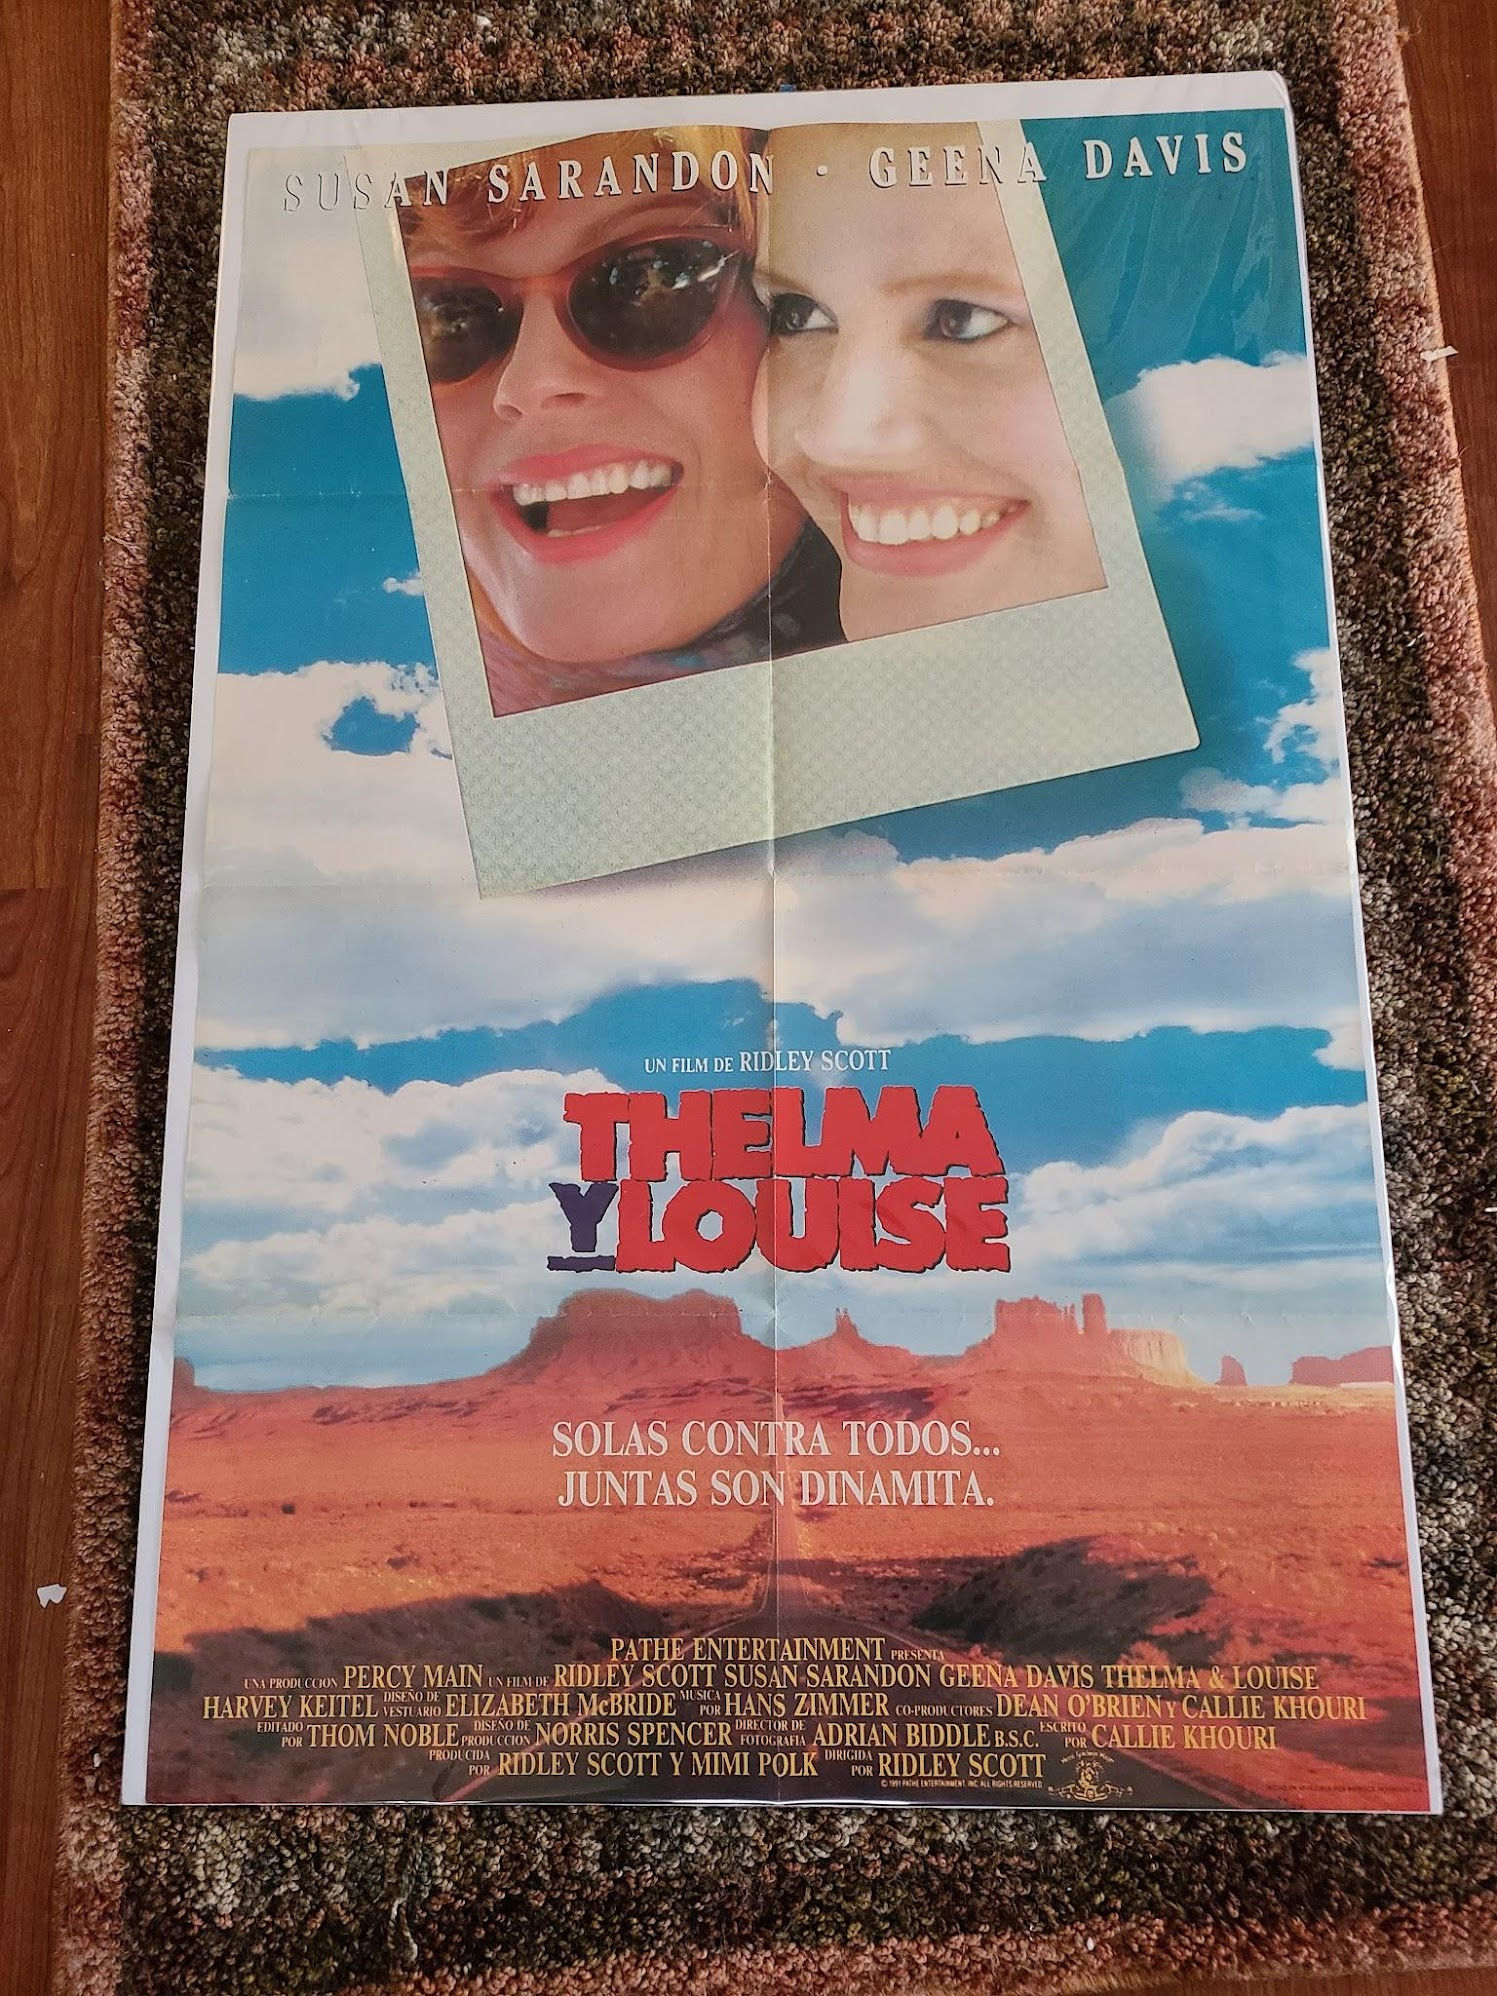 SUSAN SARANDON · GEENA DAVIS
UN FILM DE RIDLEY SCOTT
THELMA
Y LOUISE
SOLAS CONTRA TODOS...
JUNTAS SON DINAMITA.
PATHE ENTERTAINMENT PRESENTA
UNA PRODUCCION PERCY MAIN UN FILM DE RIDLEY SCOTT SUSAN SARANDON GEENA DAVIS THELMA & LOUISE
HARVEY KEITEL DISEÑO DE VESTUARIO ELIZABETH McBRIDE MUSICA POR HANS ZIMMER CO-PRODUCTORES DEAN O'BRIEN Y CALLIE KHOURI
EDITADO POR THOM NOBLE DISEÑO DE PRODUCCION NORRIS SPENCER DIRECTOR DE FOTOGRAFIA ADRIAN BIDDLE B.S.C. ESCRITO POR CALLIE KHOURI
PRODUCIDA POR RIDLEY SCOTT Y MIMI POLK DIRIGIDA POR RIDLEY SCOTT
© 1991 PATHE ENTERTAINMENT, INC. ALL RIGHTS RESERVED